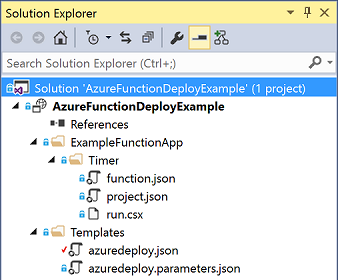 Solution Explorer
Search Solution Explorer (Ctrl+;)
Solution 'AzureFunctionDeployExample' (1 project)
AzureFunctionDeployExample
References
ExampleFunctionApp
Timer
function.json
project.json
run.csx
Templates
azuredeploy.json
azuredeploy.parameters.json